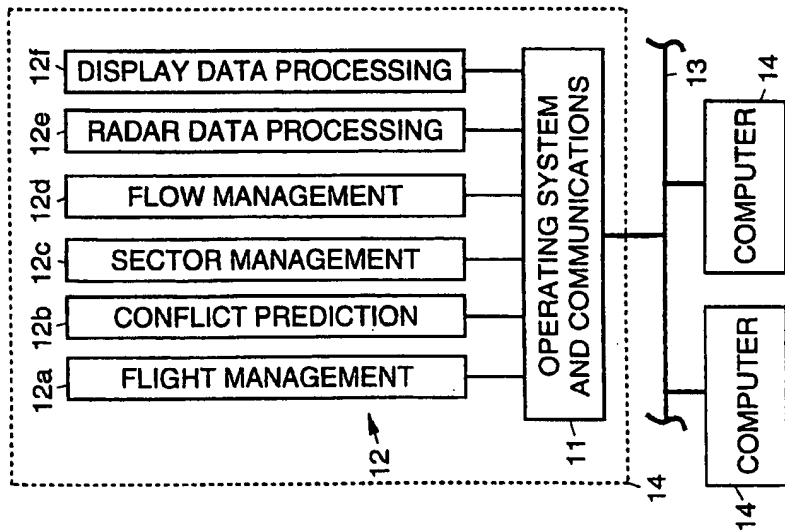 12a
FLIGHT MANAGEMENT
12b
CONFLICT PREDICTION
12c
SECTOR MANAGEMENT
12d
FLOW MANAGEMENT
12e
RADAR DATA PROCESSING
12f
DISPLAY DATA PROCESSING
12
11
OPERATING SYSTEM
AND COMMUNICATIONS
14
13
14
COMPUTER
COMPUTER
14